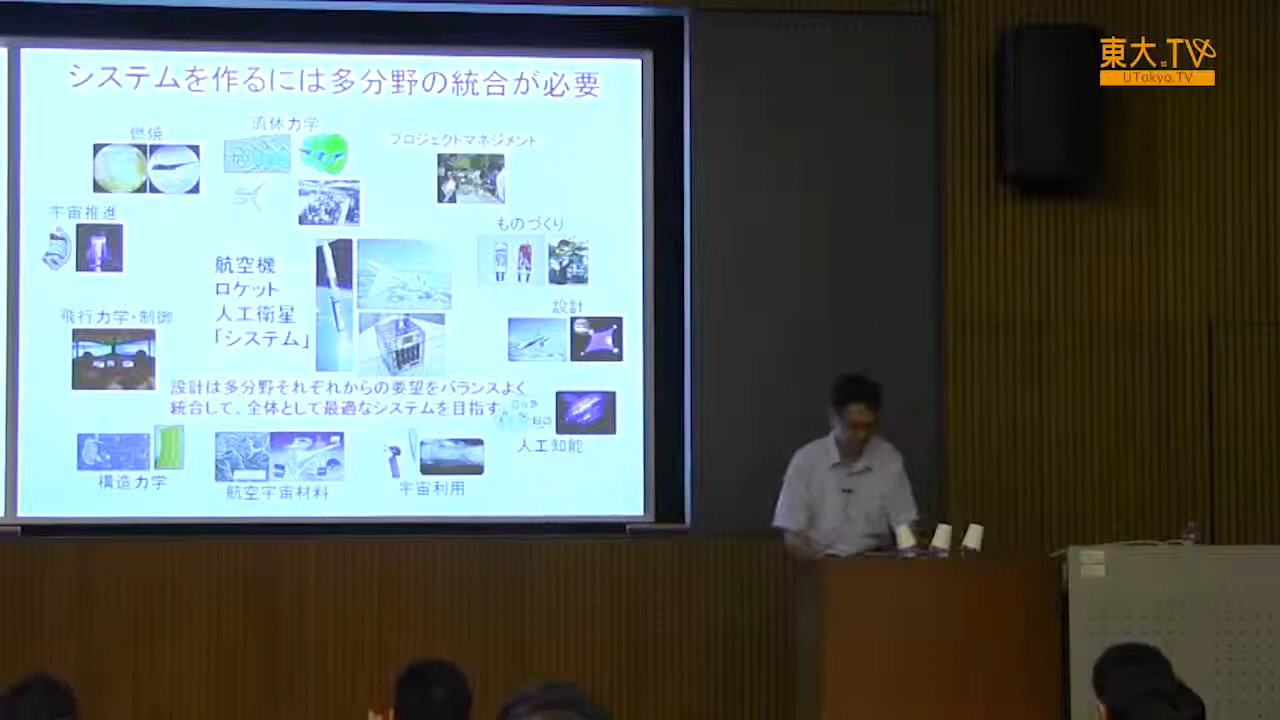 システムを作るには多分野の統合が必要
燃焼
流体力学
プロジェクトマネジメント
宇宙推進
ものづくり
航空機
ロケット
人工衛星
「システム」
飛行力学・制御
設計
設計は多分野それぞれからの要望をバランスよく
統合して、全体として最適なシステムを目指す
人工知能
構造力学
航空宇宙材料
宇宙利用
東大.TV
UTokyo.TV